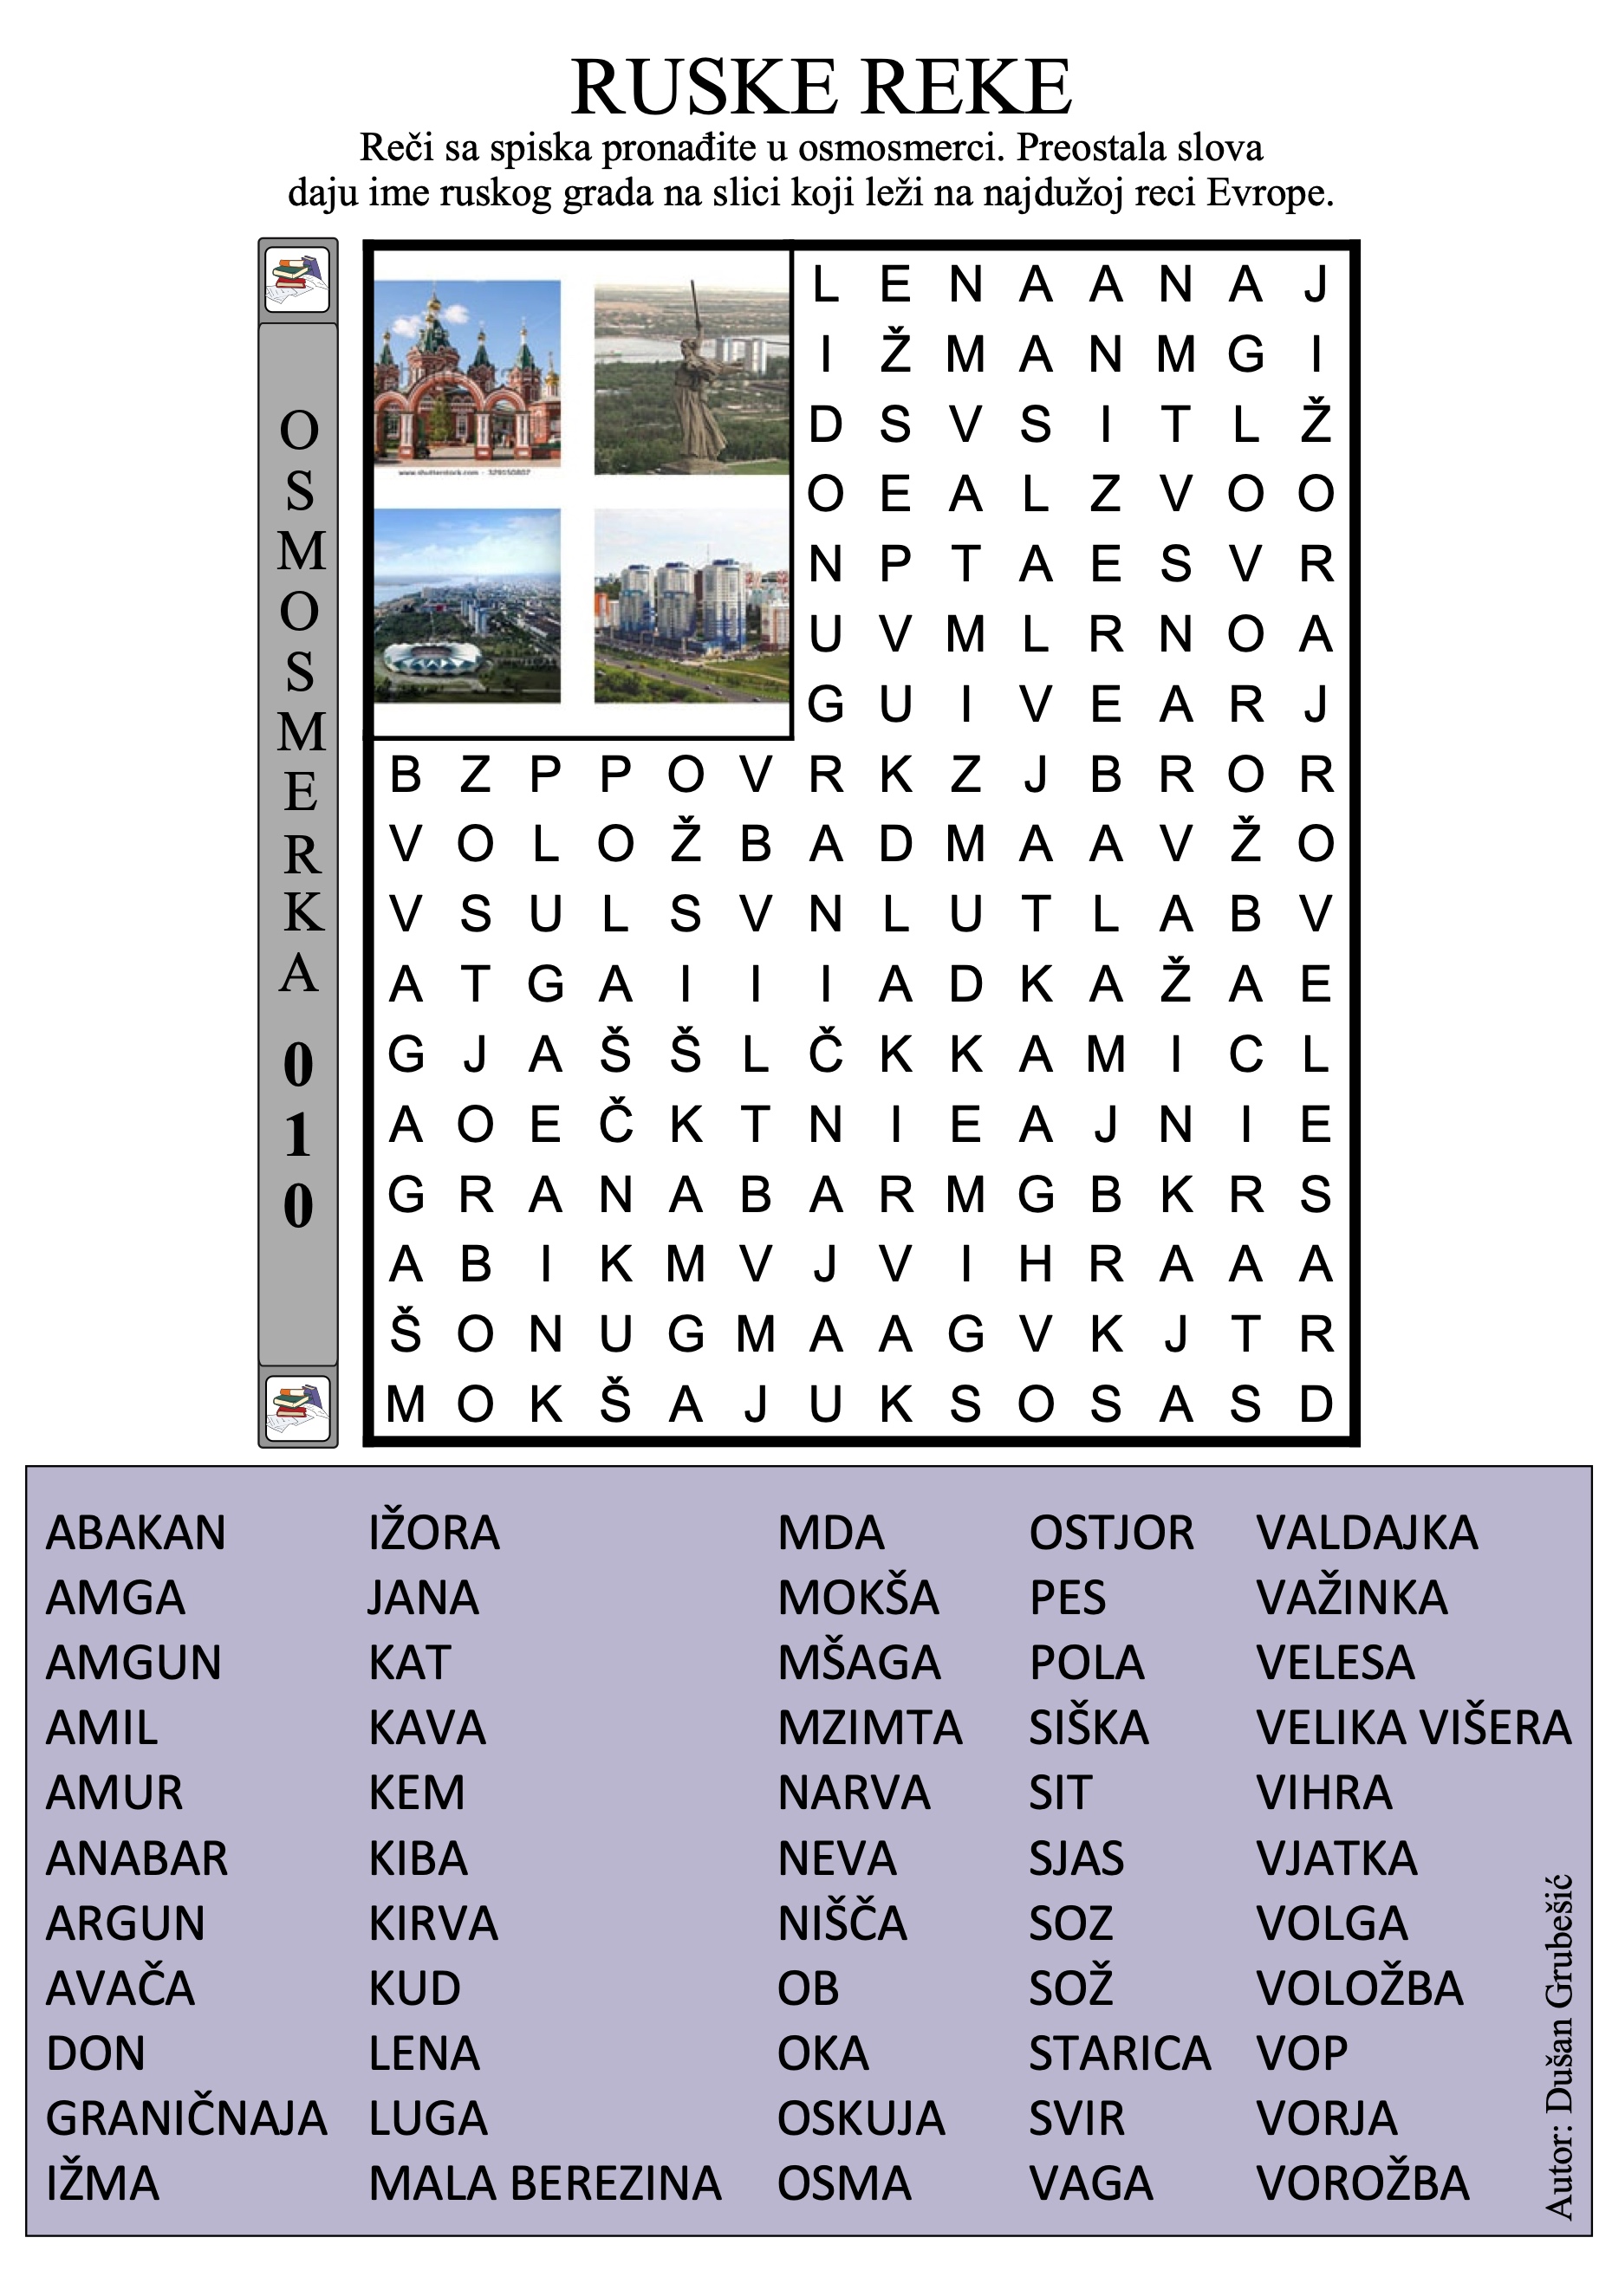 RUSKE REKE
Reči sa spiska pronađite u osmosmerci. Preostala slova
daju ime ruskog grada na slici koji leži na najdužoj reci Evrope.
OSMOSMERKA 010
www.shutterstock.com · 329150807
L E N A A N A J
I Ž M A N M G I
D S V S I T L Ž
O E A L Z V O O
N P T A E S V R
U V M L R N O A
G U I V E A R J
B Z P P O V R K Z J B R O R
V O L O Ž B A D M A A V Ž O
V S U L S V N L U T L A B V
A T G A I I I A D K A Ž A E
G J A Š Š L Č K K A M I C L
A O E Č K T N I E A J N I E
G R A N A B A R M G B K R S
A B I K M V J V I H R A A A
Š O N U G M A A G V K J T R
M O K Š A J U K S O S A S D
ABAKAN IŽORA MDA OSTJOR VALDAJKA
AMGA JANA MOKŠA PES VAŽINKA
AMGUN KAT MŠAGA POLA VELESA
AMIL KAVA MZIMTA SIŠKA VELIKA VIŠERA
AMUR KEM NARVA SIT VIHRA
ANABAR KIBA NEVA SJAS VJATKA
ARGUN KIRVA NIŠČA SOZ VOLGA
AVAČA KUD OB SOŽ VOLOŽBA
DON LENA OKA STARICA VOP
GRANIČNAJA LUGA OSKUJA SVIR VORJA
IŽMA MALA BEREZINA OSMA VAGA VOROŽBA
Autor: Dušan Grubešić